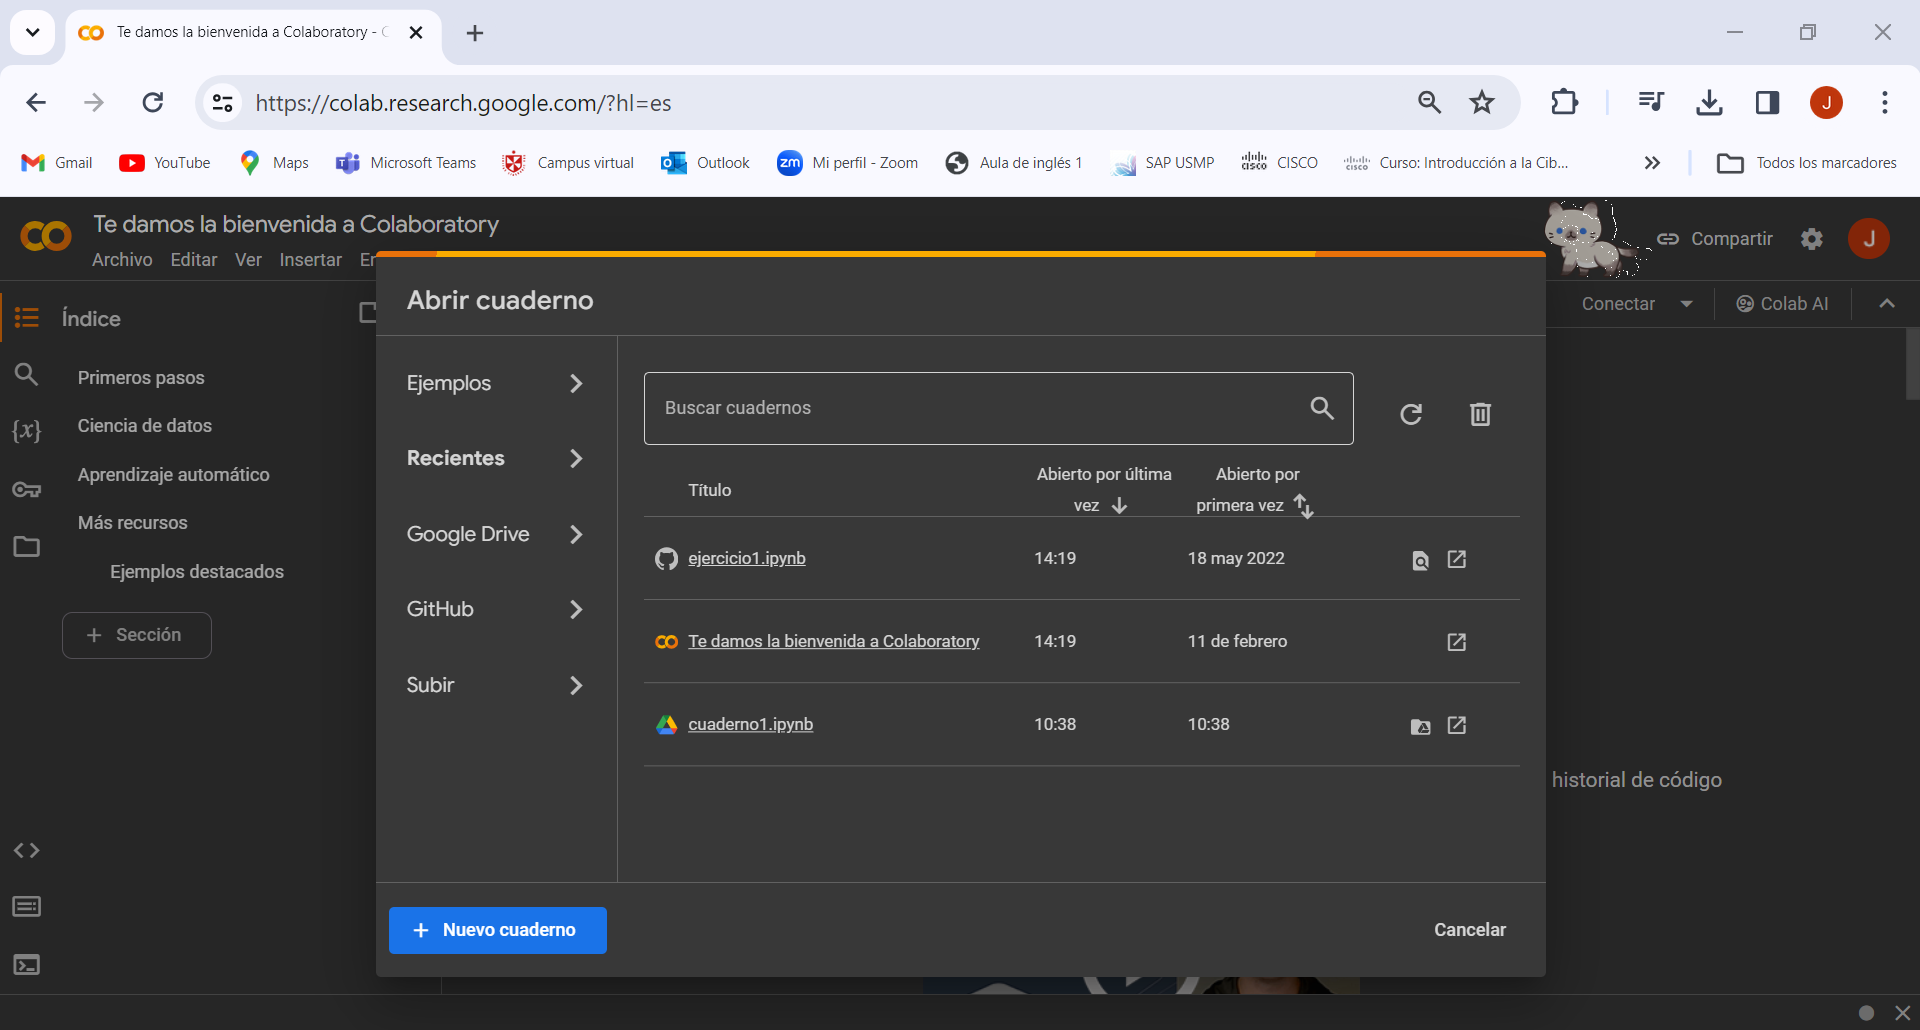 Te damos la bienvenida a Colaboratory -
https://colab.research.google.com/?hl=es
J
Gmail
YouTube
Maps
Microsoft Teams
Campus virtual
Outlook
zm
Mi perfil - Zoom
Aula de inglés 1
SAP USMP
CISCO
Curso: Introducción a la Cib...
Todos los marcadores
Te damos la bienvenida a Colaboratory
Archivo Editar Ver Insertar
Compartir
J
Conectar
Colab AI
Índice
Primeros pasos
Ciencia de datos
{x}
Aprendizaje automático
Más recursos
Ejemplos destacados
+ Sección
Abrir cuaderno
Ejemplos
Recientes
Google Drive
GitHub
Subir
Buscar cuadernos
Título
Abierto por última
vez
Abierto por
primera vez
ejercicio1.ipynb 14:19 18 may 2022
Te damos la bienvenida a Colaboratory 14:19 11 de febrero
cuaderno1.ipynb 10:38 10:38
historial de código
+ Nuevo cuaderno
Cancelar